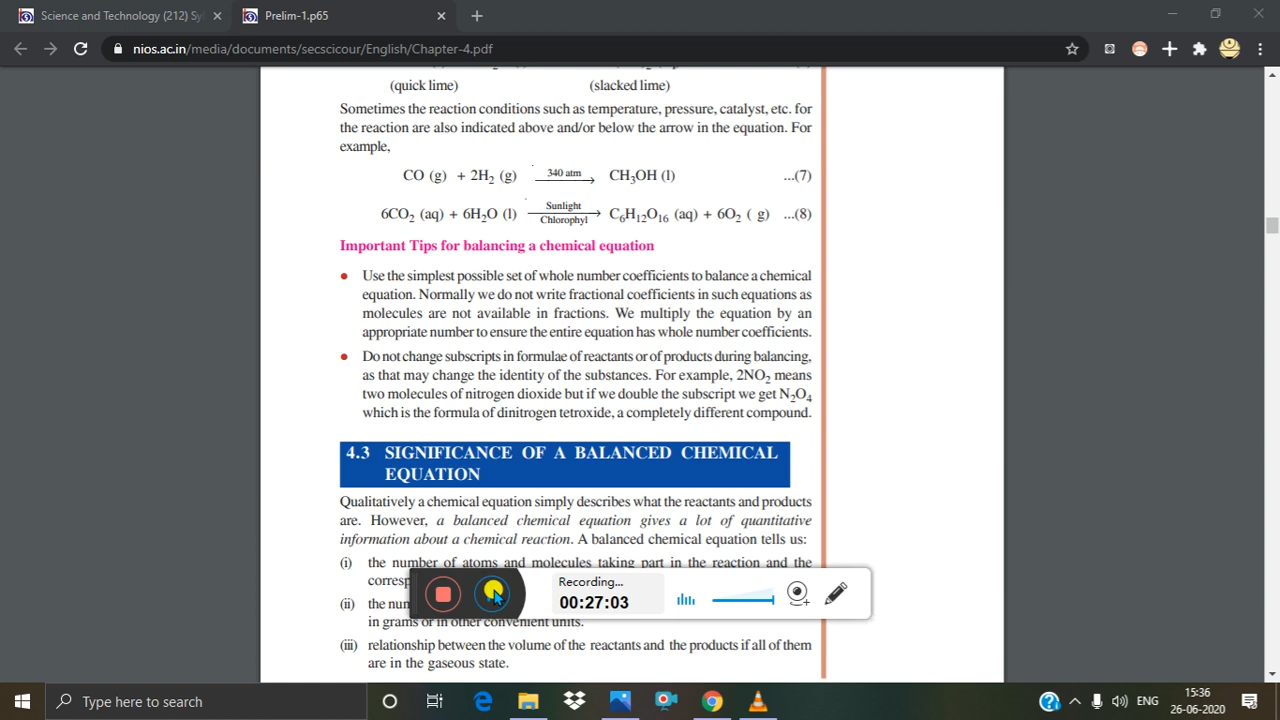 Science and Technology (212) Sy
Prelim-1.p65
nios.ac.in/media/documents/secscicour/English/Chapter-4.pdf
(quick lime) (slacked lime)
Sometimes the reaction conditions such as temperature, pressure, catalyst, etc. for
the reaction are also indicated above and/or below the arrow in the equation. For
example,
CO (g) + 2H₂ (g) 340 atm → CH₃OH (l) ...(7)
6CO₂ (aq) + 6H₂O (l) Sunlight → Chlorophyl C₆H₁₂O₁₆ (aq) + 6O₂ ( g) ...(8)
Important Tips for balancing a chemical equation
• Use the simplest possible set of whole number coefficients to balance a chemical
equation. Normally we do not write fractional coefficients in such equations as
molecules are not available in fractions. We multiply the equation by an
appropriate number to ensure the entire equation has whole number coefficients.
• Do not change subscripts in formulae of reactants or of products during balancing,
as that may change the identity of the substances. For example, 2NO₂ means
two molecules of nitrogen dioxide but if we double the subscript we get N₂O₄
which is the formula of dinitrogen tetroxide, a completely different compound.
4.3 SIGNIFICANCE OF A BALANCED CHEMICAL
EQUATION
Qualitatively a chemical equation simply describes what the reactants and products
are. However, a balanced chemical equation gives a lot of quantitative
information about a chemical reaction. A balanced chemical equation tells us:
(i) the number of atoms and molecules taking part in the reaction and the
corresp
(ii) the num
in grams or in other convenient units.
(iii) relationship between the volume of the reactants and the products if all of them
are in the gaseous state.
Recording...
00:27:03
Type here to search
ENG
15:36
26-06-2020